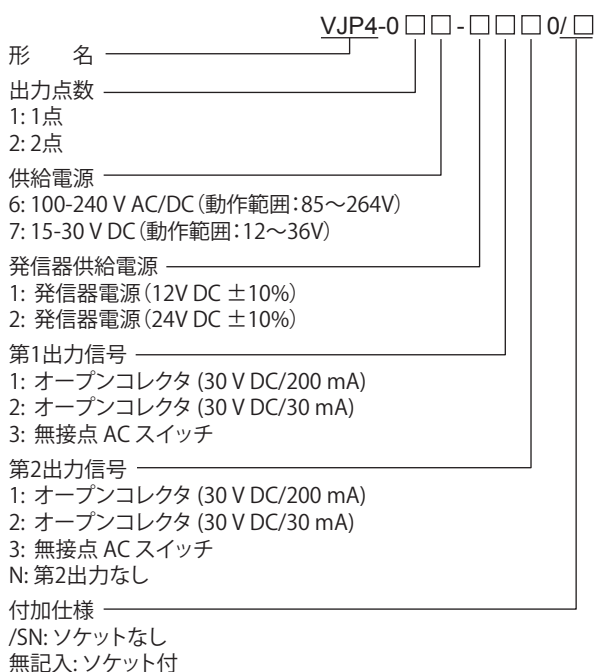 VJP4-0□□-□□□0/□
形　　名
出力点数
1: 1点
2: 2点
供給電源
6: 100-240 V AC/DC（動作範囲：85～264V）
7: 15-30 V DC（動作範囲：12～36V）
発信器供給電源
1: 発信器電源（12V DC ±10%）
2: 発信器電源（24V DC ±10%）
第1出力信号
1: オープンコレクタ (30 V DC/200 mA)
2: オープンコレクタ (30 V DC/30 mA)
3: 無接点 AC スイッチ
第2出力信号
1: オープンコレクタ (30 V DC/200 mA)
2: オープンコレクタ (30 V DC/30 mA)
3: 無接点 AC スイッチ
N: 第2出力なし
付加仕様
/SN: ソケットなし
無記入: ソケット付